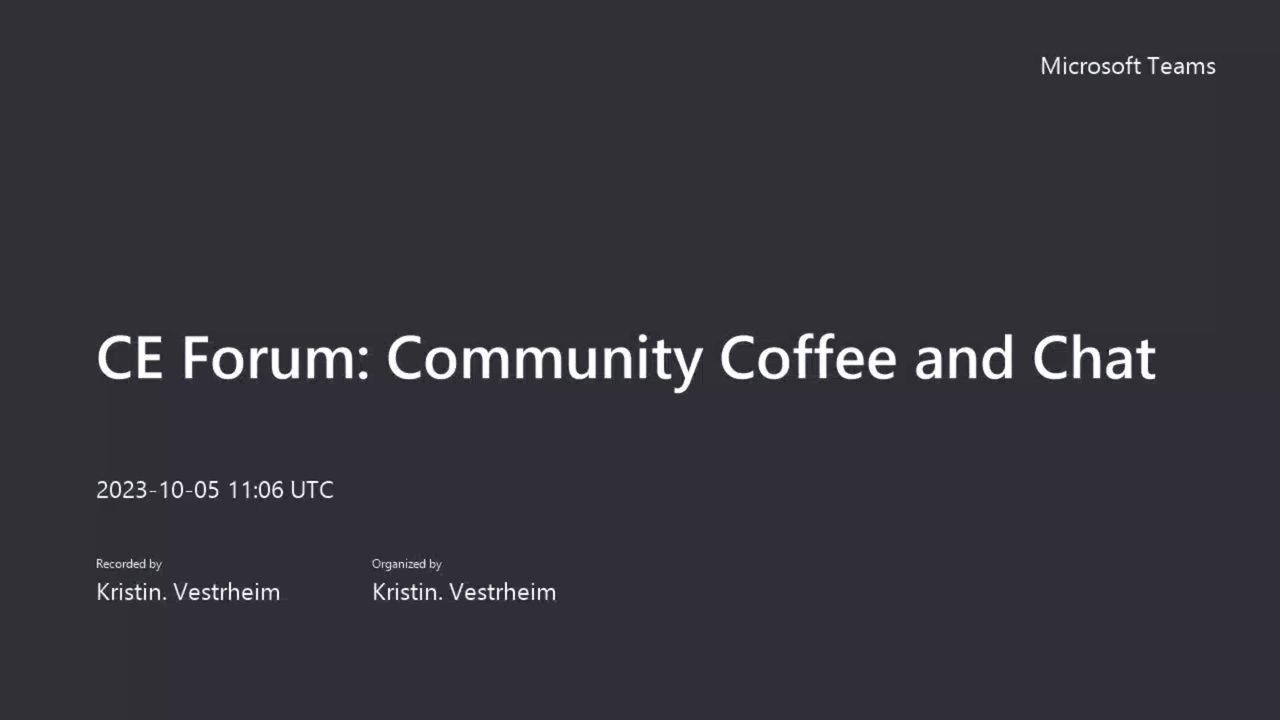 Microsoft Teams
CE Forum: Community Coffee and Chat
2023-10-05 11:06 UTC
Recorded by
Kristin. Vestrheim
Organized by
Kristin. Vestrheim